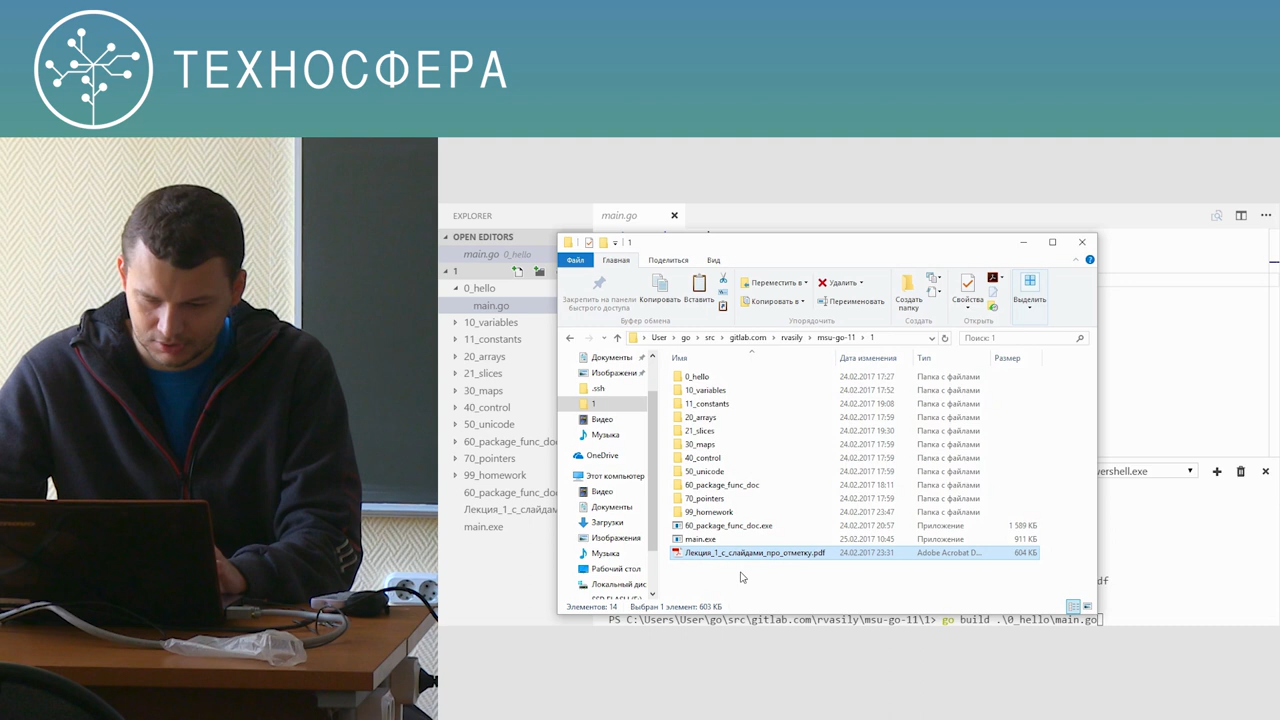 ТЕХНОСФЕРА
EXPLORER
OPEN EDITORS
main.go 0_hello
1
0_hello
main.go
10_variables
11_constants
20_arrays
21_slices
30_maps
40_control
50_unicode
60_package_func_do
70_pointers
99_homework
60_package_func_do
Лекция_1_с_слайдам
main.exe
main.go
1
Файл Главная Поделиться Вид
Закрепить на панели быстрого доступа
Копировать
Вставить
Переместить в
Копировать в
Удалить
Переименовать
Создать папку
Свойства
Выделить
Буфер обмена Упорядочить Создать Открыть
User go src gitlab.com rvasily msu-go-11 1
Поиск: 1
Документы
Изображени
.ssh
1
Видео
Музыка
OneDrive
Этот компьютер
Видео
Документы
Загрузки
Изображения
Музыка
Рабочий стол
Локальный дис
Имя Дата изменения Тип Размер
0_hello 24.02.2017 17:27 Папка с файлами
10_variables 24.02.2017 17:52 Папка с файлами
11_constants 24.02.2017 19:08 Папка с файлами
20_arrays 24.02.2017 17:59 Папка с файлами
21_slices 24.02.2017 19:30 Папка с файлами
30_maps 24.02.2017 17:59 Папка с файлами
40_control 24.02.2017 17:59 Папка с файлами
50_unicode 24.02.2017 17:59 Папка с файлами
60_package_func_doc 24.02.2017 18:11 Папка с файлами
70_pointers 24.02.2017 17:59 Папка с файлами
99_homework 24.02.2017 23:47 Папка с файлами
60_package_func_doc.exe 24.02.2017 20:57 Приложение 1 589 КБ
main.exe 25.02.2017 10:45 Приложение 911 КБ
Лекция_1_с_слайдами_про_отметку.pdf 24.02.2017 23:31 Adobe Acrobat D... 604 КБ
Элементов: 14 Выбран 1 элемент: 603 КБ
wershell.exe
df
PS C:\Users\User\go\src\gitlab.com\rvasily\msu-go-11\1> go build .\0_hello\main.go